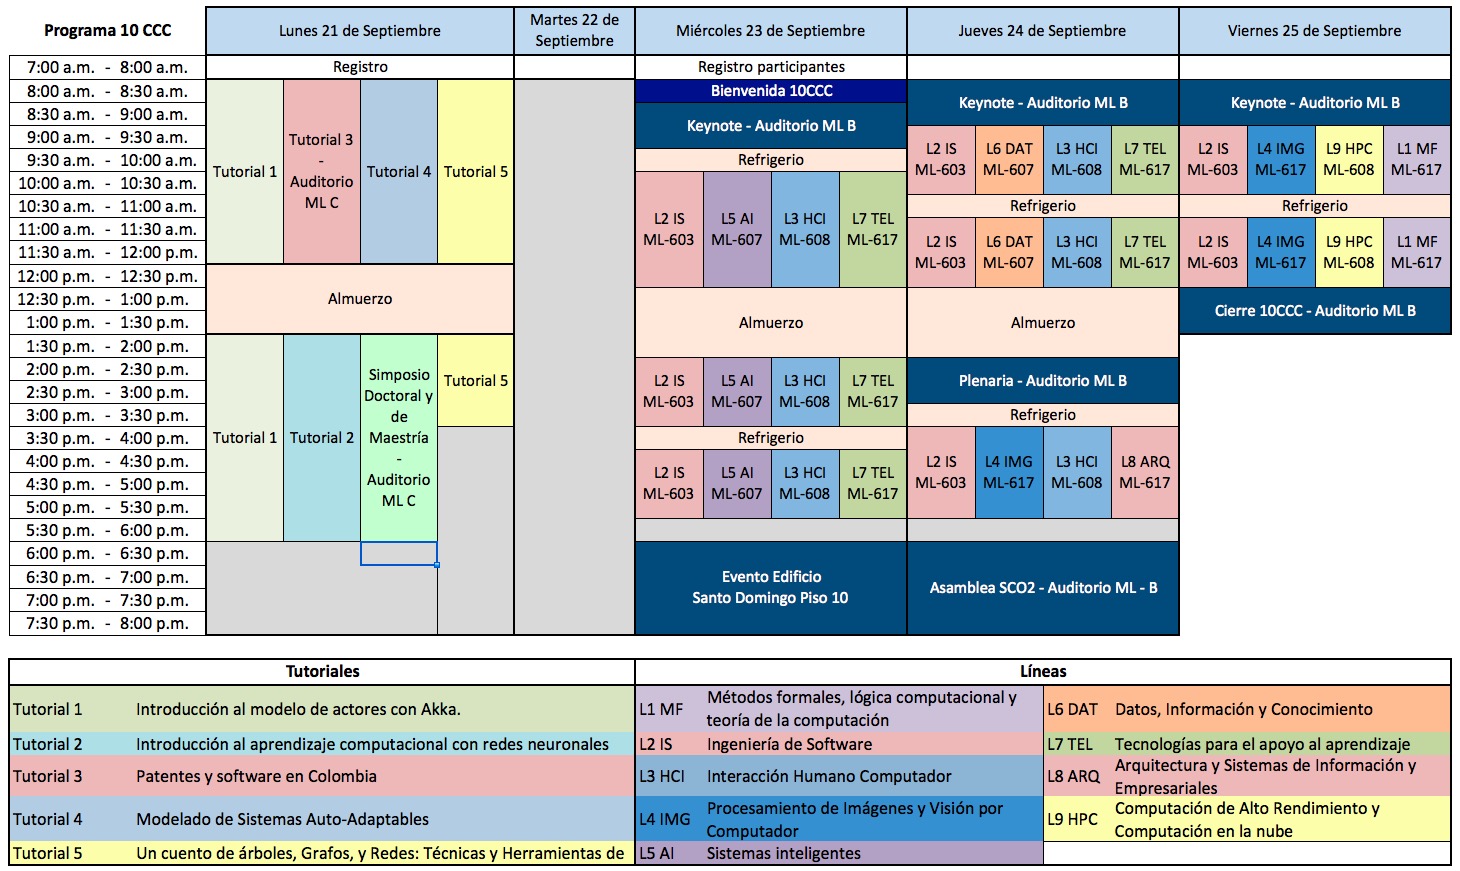 Programa 10 CCC
Lunes 21 de Septiembre
Martes 22 de
Septiembre
Miércoles 23 de Septiembre
Jueves 24 de Septiembre
Viernes 25 de Septiembre
7:00 a.m. - 8:00 a.m.
8:00 a.m. - 8:30 a.m.
8:30 a.m. - 9:00 a.m.
9:00 a.m. - 9:30 a.m.
9:30 a.m. - 10:00 a.m.
10:00 a.m. - 10:30 a.m.
10:30 a.m. - 11:00 a.m.
11:00 a.m. - 11:30 a.m.
11:30 a.m. - 12:00 p.m.
12:00 p.m. - 12:30 p.m.
12:30 p.m. - 1:00 p.m.
1:00 p.m. - 1:30 p.m.
1:30 p.m. - 2:00 p.m.
2:00 p.m. - 2:30 p.m.
2:30 p.m. - 3:00 p.m.
3:00 p.m. - 3:30 p.m.
3:30 p.m. - 4:00 p.m.
4:00 p.m. - 4:30 p.m.
4:30 p.m. - 5:00 p.m.
5:00 p.m. - 5:30 p.m.
5:30 p.m. - 6:00 p.m.
6:00 p.m. - 6:30 p.m.
6:30 p.m. - 7:00 p.m.
7:00 p.m. - 7:30 p.m.
7:30 p.m. - 8:00 p.m.
Registro
Tutorial 1
Tutorial 3
-
Auditorio
ML C
Tutorial 4
Tutorial 5
Almuerzo
Tutorial 1
Tutorial 2
Simposio
Doctoral y
de
Maestría
-
Auditorio
ML C
Tutorial 5
Registro participantes
Bienvenida 10CCC
Keynote - Auditorio ML B
Refrigerio
L2 IS
ML-603
L5 AI
ML-607
L3 HCI
ML-608
L7 TEL
ML-617
Almuerzo
L2 IS
ML-603
L5 AI
ML-607
L3 HCI
ML-608
L7 TEL
ML-617
Refrigerio
L2 IS
ML-603
L5 AI
ML-607
L3 HCI
ML-608
L7 TEL
ML-617
Evento Edificio
Santo Domingo Piso 10
Keynote - Auditorio ML B
L2 IS
ML-603
L6 DAT
ML-607
L3 HCI
ML-608
L7 TEL
ML-617
Refrigerio
L2 IS
ML-603
L6 DAT
ML-607
L3 HCI
ML-608
L7 TEL
ML-617
Almuerzo
Plenaria - Auditorio ML B
Refrigerio
L2 IS
ML-603
L4 IMG
ML-617
L3 HCI
ML-608
L8 ARQ
ML-617
Asamblea SCO2 - Auditorio ML - B
Keynote - Auditorio ML B
L2 IS
ML-603
L4 IMG
ML-617
L9 HPC
ML-608
L1 MF
ML-617
Refrigerio
L2 IS
ML-603
L4 IMG
ML-617
L9 HPC
ML-608
L1 MF
ML-617
Cierre 10CCC - Auditorio ML B
Tutoriales
Tutorial 1 Introducción al modelo de actores con Akka.
Tutorial 2 Introducción al aprendizaje computacional con redes neuronales
Tutorial 3 Patentes y software en Colombia
Tutorial 4 Modelado de Sistemas Auto-Adaptables
Tutorial 5 Un cuento de árboles, Grafos, y Redes: Técnicas y Herramientas de
Líneas
L1 MF Métodos formales, lógica computacional y
teoría de la computación
L2 IS Ingeniería de Software
L3 HCI Interacción Humano Computador
L4 IMG Procesamiento de Imágenes y Visión por
Computador
L5 AI Sistemas inteligentes
L6 DAT Datos, Información y Conocimiento
L7 TEL Tecnologías para el apoyo al aprendizaje
L8 ARQ Arquitectura y Sistemas de Información y
Empresariales
L9 HPC Computación de Alto Rendimiento y
Computación en la nube